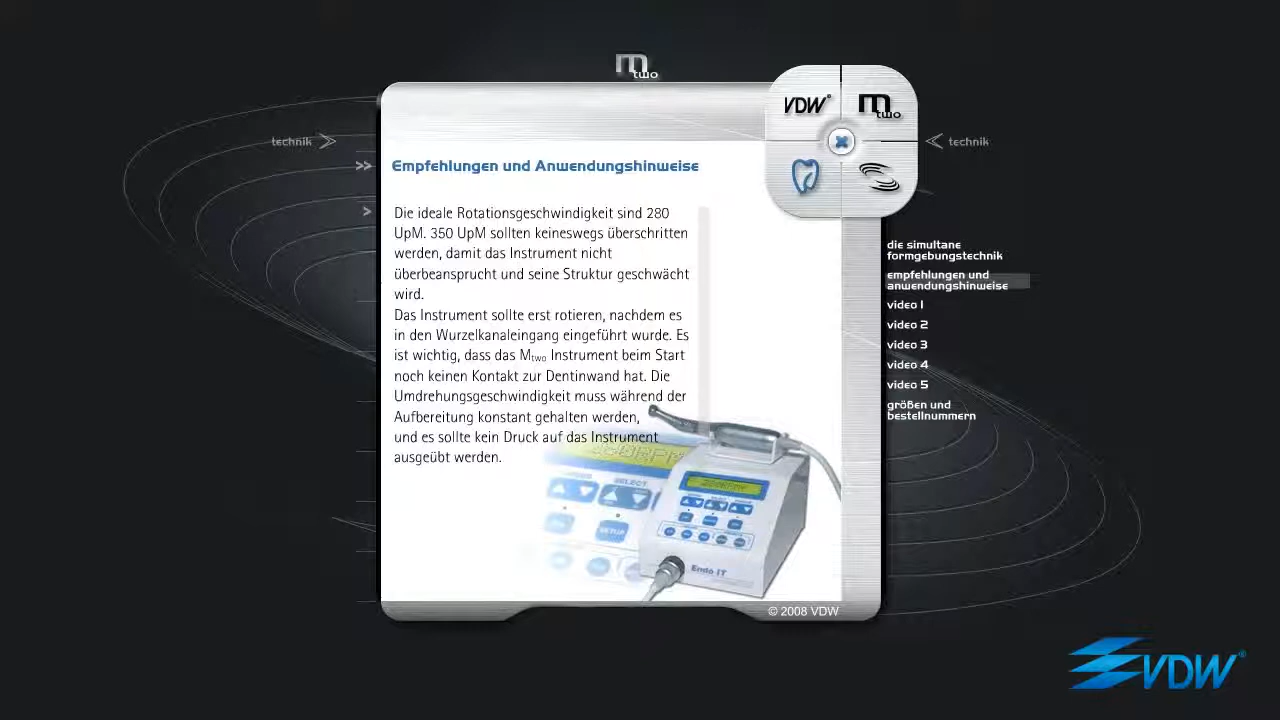 m two
VDW®
m two
technik
technik
Empfehlungen und Anwendungshinweise
Die ideale Rotationsgeschwindigkeit sind 280
UpM. 350 UpM sollten keineswegs überschritten
werden damit das Instrument nicht
überbeansprucht und seine Struktur geschwächt
wird.
Das Instrument sollte erst rotieren, nachdem es
in den Wurzelkanaleingang eingeführt wurde. Es
ist wichtig, dass das Mtwo Instrument beim Start
noch keinen Kontakt zur Dentinwand hat. Die
Umdrehungsgeschwindigkeit muss während der
Aufbereitung konstant gehalten werden,
und es sollte kein Druck auf das Instrument
ausgeübt werden.
die simultane
formgebungstechnik
empfehlungen und
anwendungshinweise
video 1
video 2
video 3
video 4
video 5
größen und
bestellnummern
SELECT
SETUP
Endo IT
© 2008 VDW
VDW®